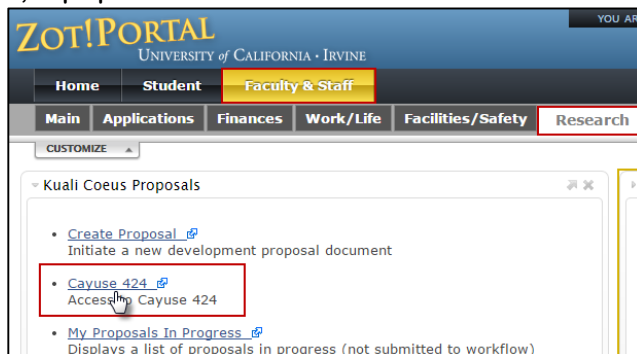 YOU AR
ZOT!PORTAL
UNIVERSITY of CALIFORNIA · IRVINE
Home Student Faculty & Staff
Main Applications Finances Work/Life Facilities/Safety Research
CUSTOMIZE
Kuali Coeus Proposals
• Create Proposal
Initiate a new development proposal document
• Cayuse 424
Access to Cayuse 424
• My Proposals In Progress
Displays a list of proposals in progress (not submitted to workflow)